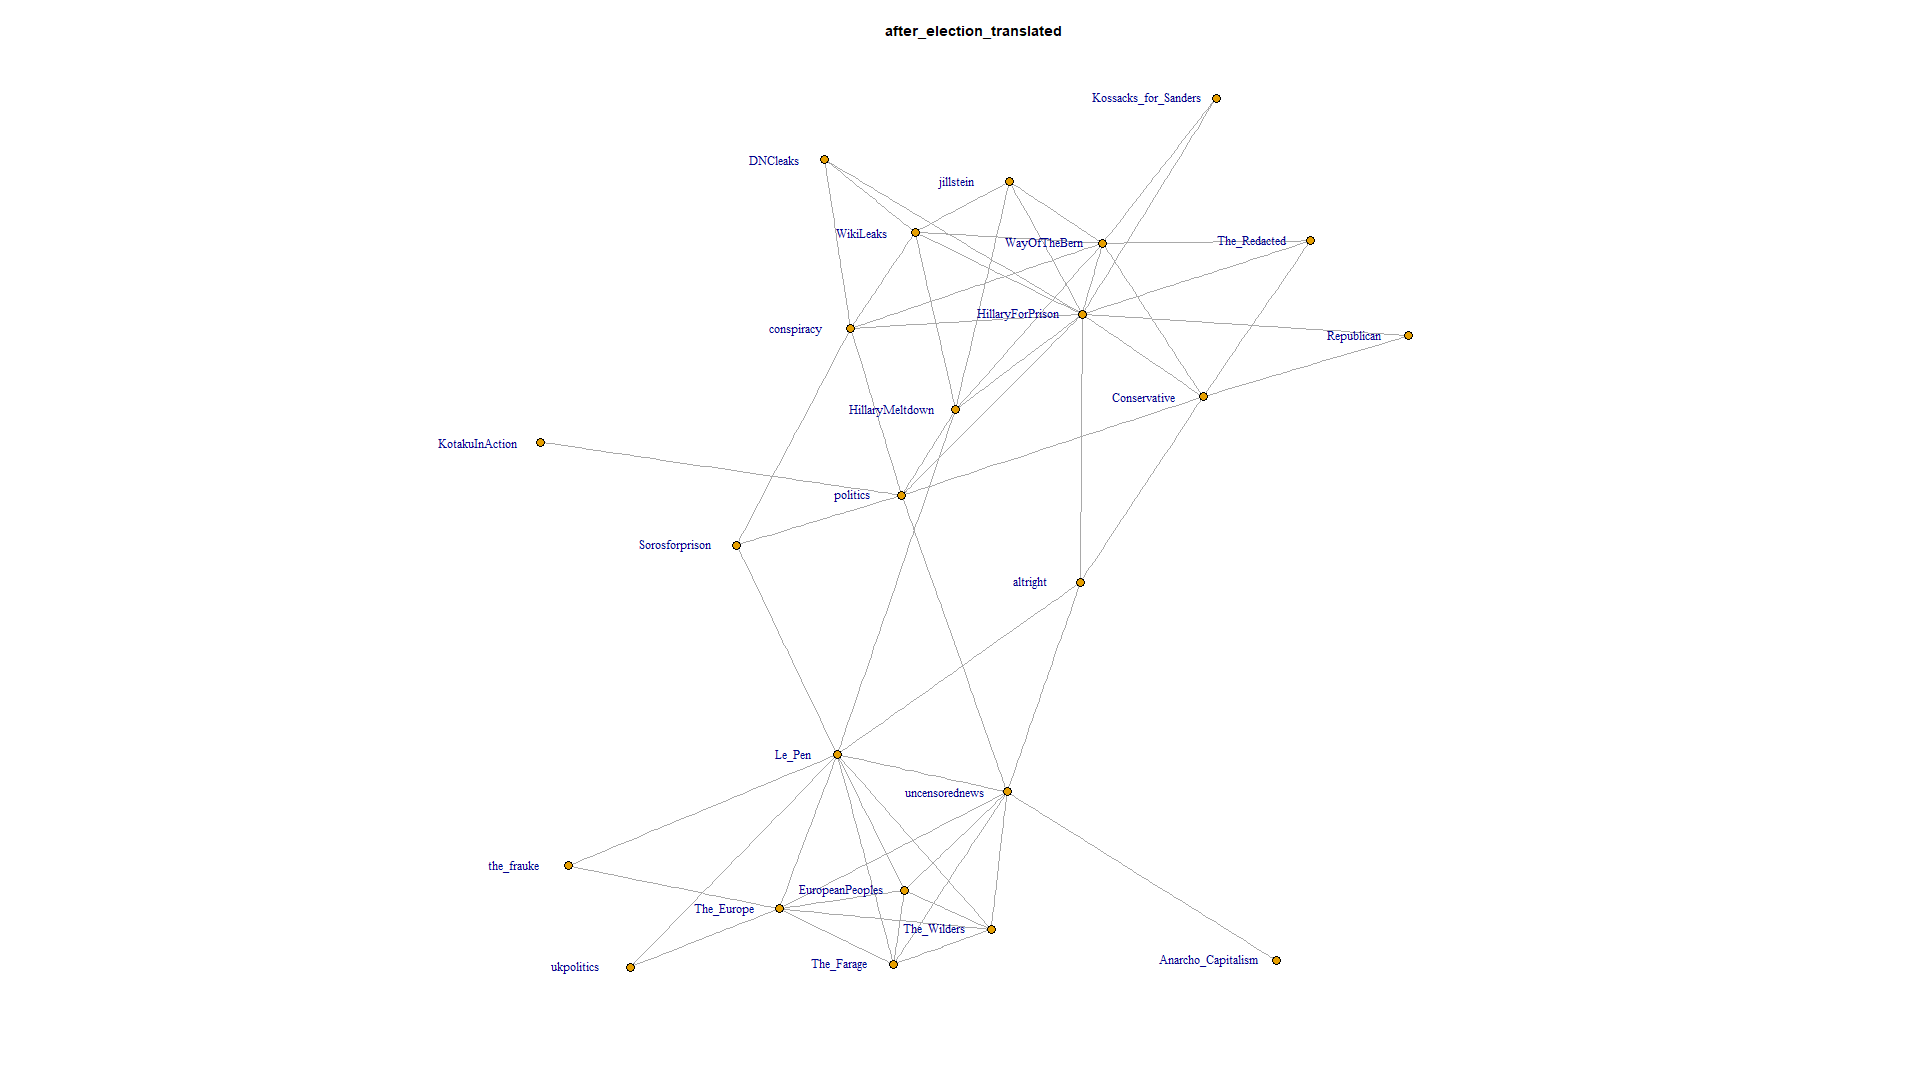 after_election_translated
Kossacks_for_Sanders
DNCleaks
jillstein
WikiLeaks
WayOfTheBern
The_Redacted
HillaryForPrison
conspiracy
Republican
Conservative
HillaryMeltdown
KotakuInAction
politics
Sorosforprison
altright
Le_Pen
uncensorednews
the_frauke
EuropeanPeoples
The_Europe
The_Wilders
ukpolitics
The_Farage
Anarcho_Capitalism